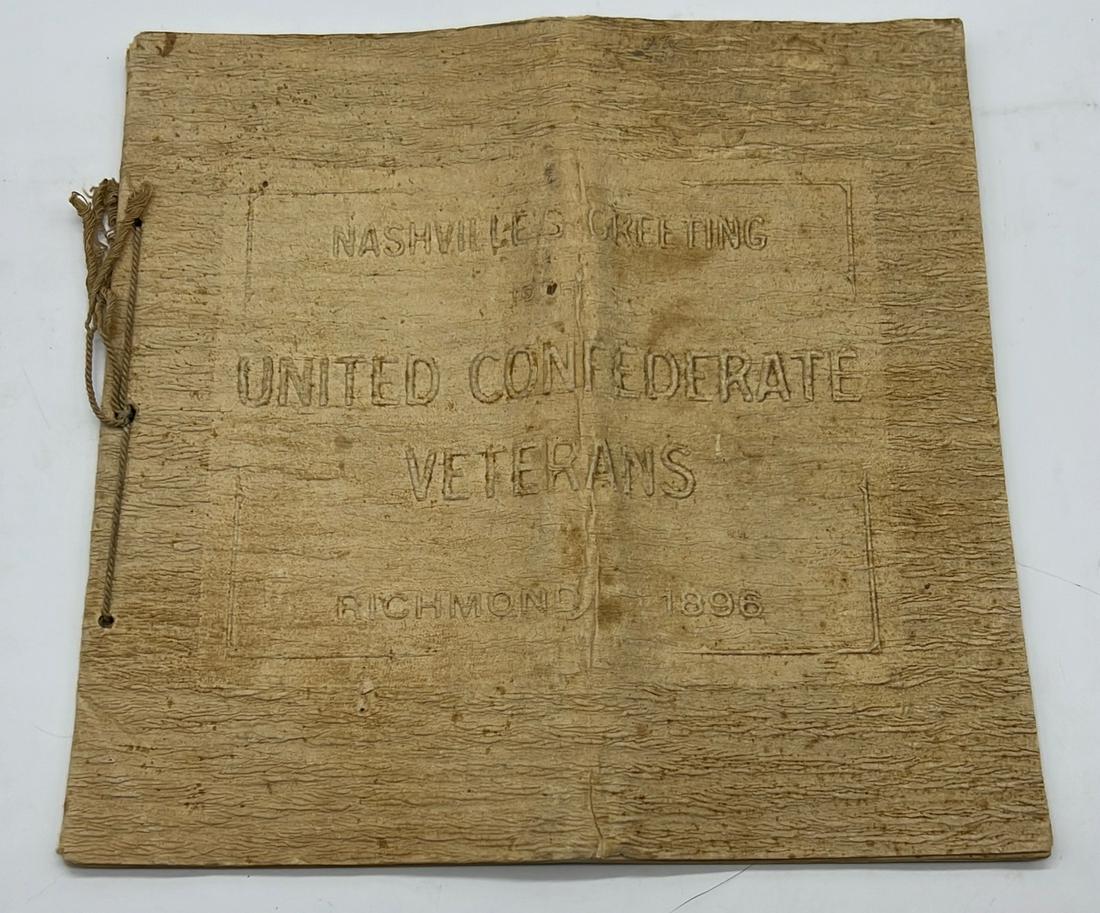 NASHVILLE'S GREETING
UNITED CONFEDERATE
VETERANS
RICHMOND 1896